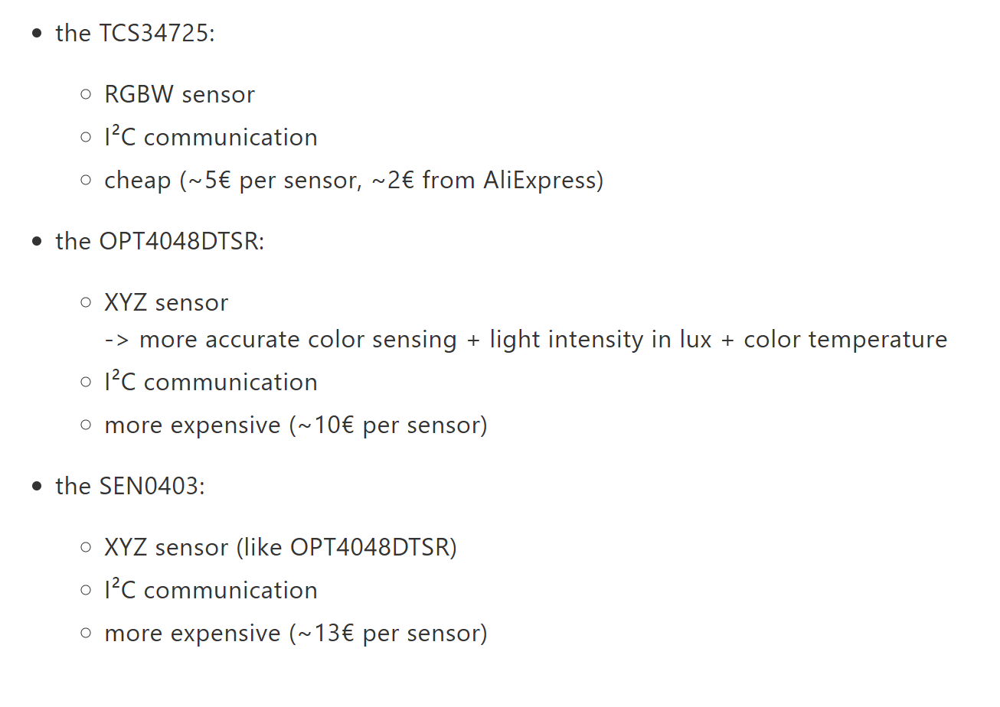 the TCS34725:
RGBW sensor
I²C communication
cheap (~5€ per sensor, ~2€ from AliExpress)
the OPT4048DTSR:
XYZ sensor
-> more accurate color sensing + light intensity in lux + color temperature
I²C communication
more expensive (~10€ per sensor)
the SEN0403:
XYZ sensor (like OPT4048DTSR)
I²C communication
more expensive (~13€ per sensor)